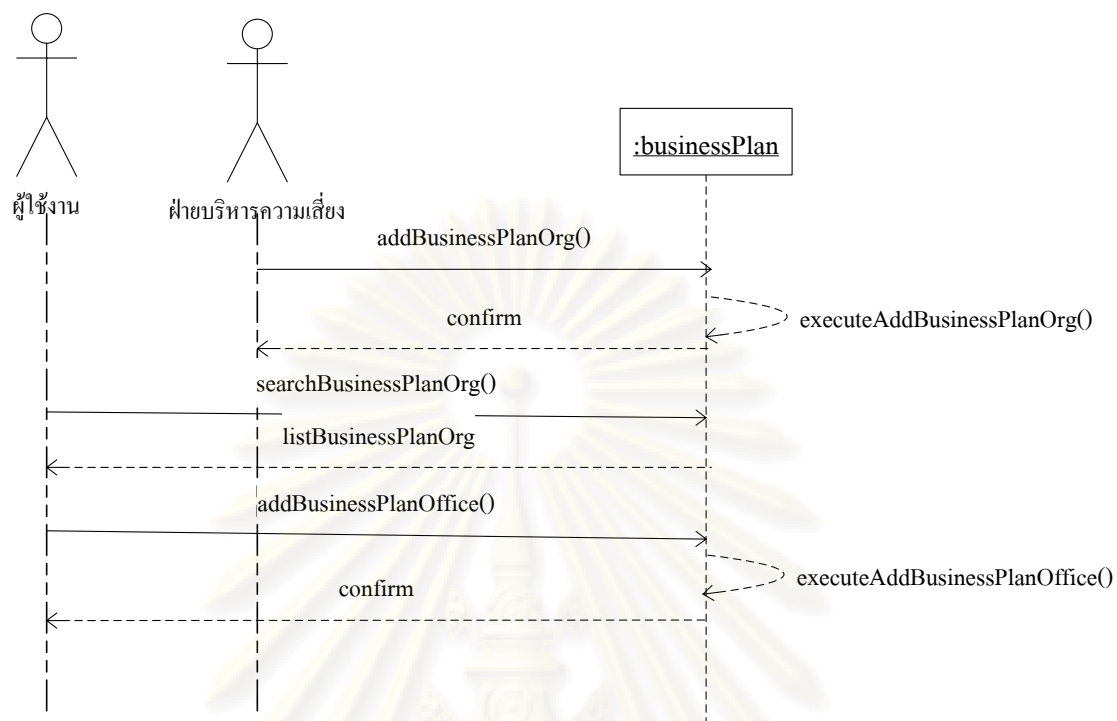 :businessPlan
ผู้ใช้งาน
ฝ่ายบริหารความเสี่ยง
addBusinessPlanOrg()
executeAddBusinessPlanOrg()
confirm
searchBusinessPlanOrg()
listBusinessPlanOrg
addBusinessPlanOffice()
executeAddBusinessPlanOffice()
confirm